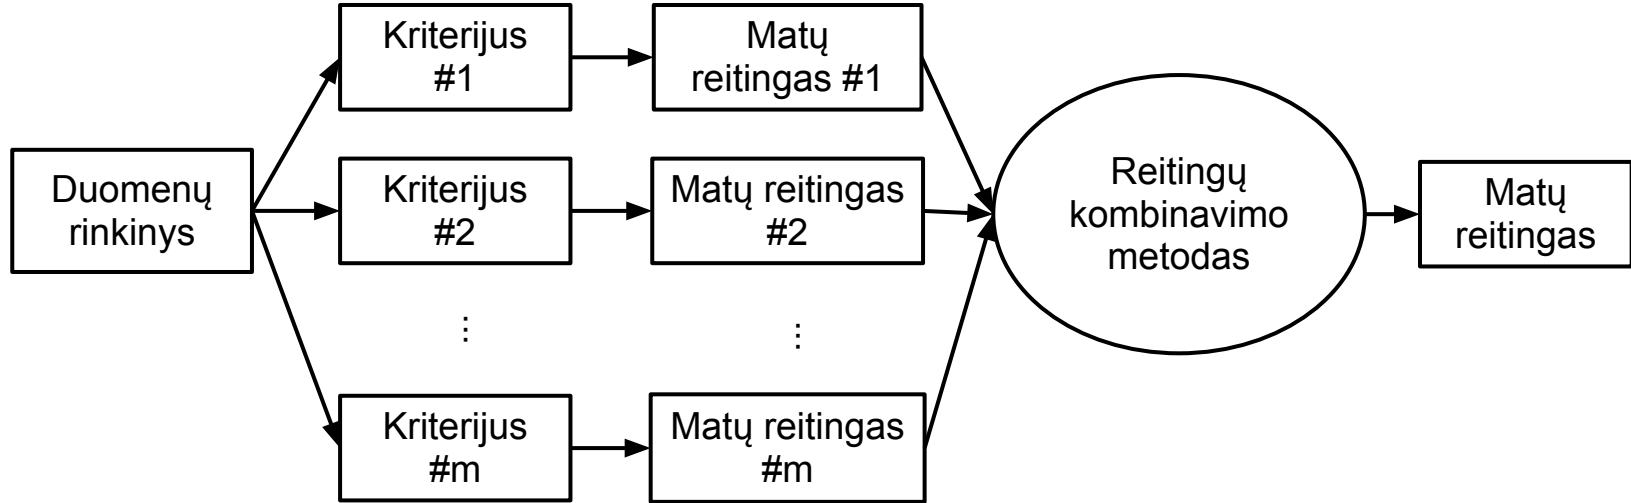 Duomenų
rinkinys
Kriterijus
#1
Matų
reitingas #1
Kriterijus
#2
Matų reitingas
#2
⋮
⋮
Kriterijus
#m
Matų reitingas
#m
Reitingų
kombinavimo
metodas
Matų
reitingas